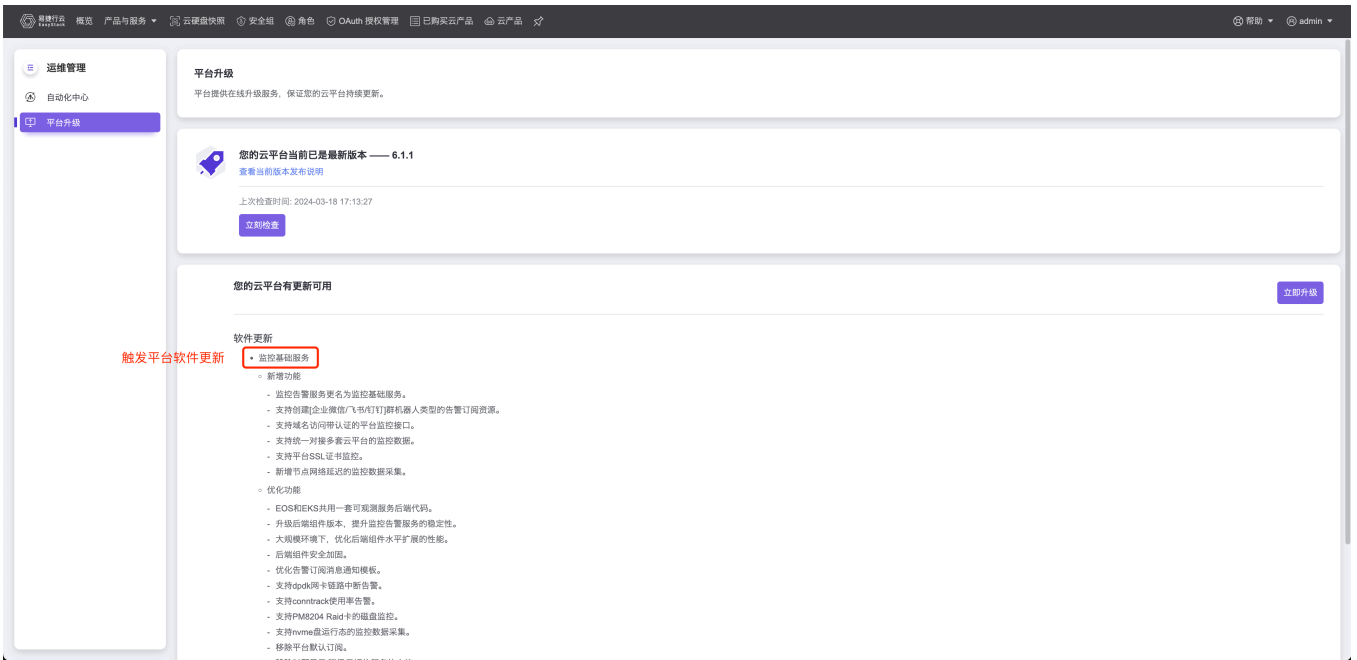 易捷行云 EasyStack 概览 产品与服务 云硬盘快照 安全组 角色 OAuth 授权管理 已购买云产品 云产品 帮助 admin
运维管理
自动化中心
平台升级
平台升级
平台提供在线升级服务，保证您的云平台持续更新。
您的云平台当前已是最新版本 —— 6.1.1
查看当前版本发布说明
上次检查时间: 2024-03-18 17:13:27
立刻检查
您的云平台有更新可用
立即升级
软件更新
触发平台软件更新
• 监控基础服务
○ 新增功能
- 监控告警服务更名为监控基础服务。
- 支持创建[企业微信/飞书/钉钉]群机器人类型的告警订阅资源。
- 支持域名访问带认证的平台监控接口。
- 支持统一对接多套云平台的监控数据。
- 支持平台SSL证书监控。
- 新增节点网络延迟的监控数据采集。
○ 优化功能
- EOS和EKS共用一套可观测服务后端代码。
- 升级后端组件版本，提升监控告警服务的稳定性。
- 大规模环境下，优化后端组件水平扩展的性能。
- 后端组件安全加固。
- 优化告警订阅消息通知模板。
- 支持dpdk网卡链路中断告警。
- 支持conntrack使用率告警。
- 支持PM8204 Raid卡的磁盘监控。
- 支持nvme盘运行态的监控数据采集。
- 移除平台默认订阅。